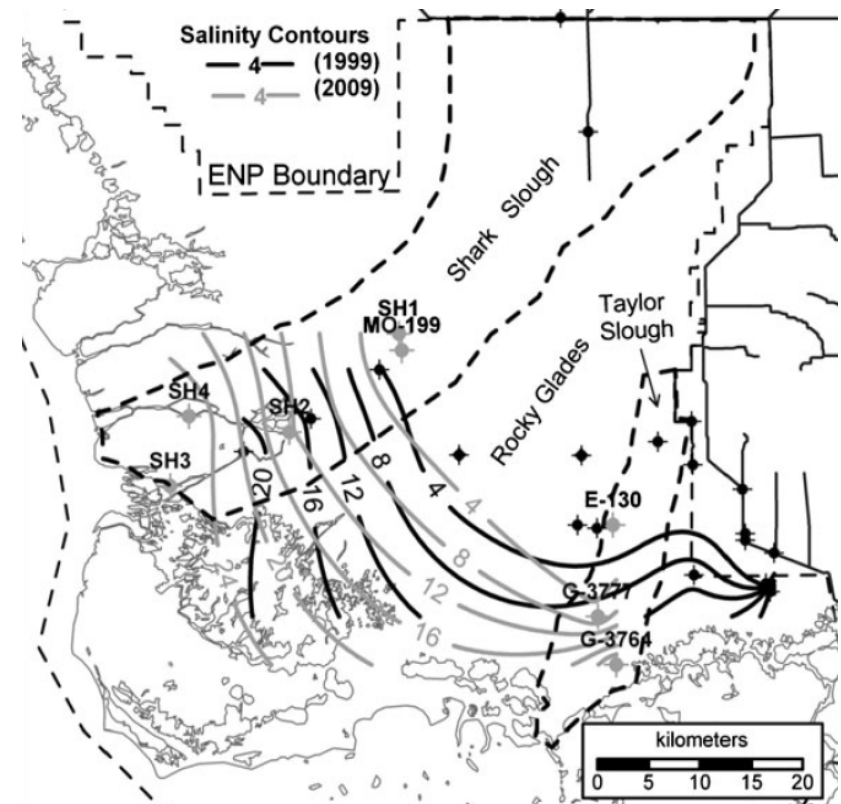 Salinity Contours
4 (1999)
4 (2009)
ENP Boundary
Shark Slough
SH1
MO-199
Taylor
Slough
Rocky Glades
SH4
SH2
SH3
20
16
12
8
4
4
8
12
16
E-130
G-3777
G-3764
kilometers
0 5 10 15 20